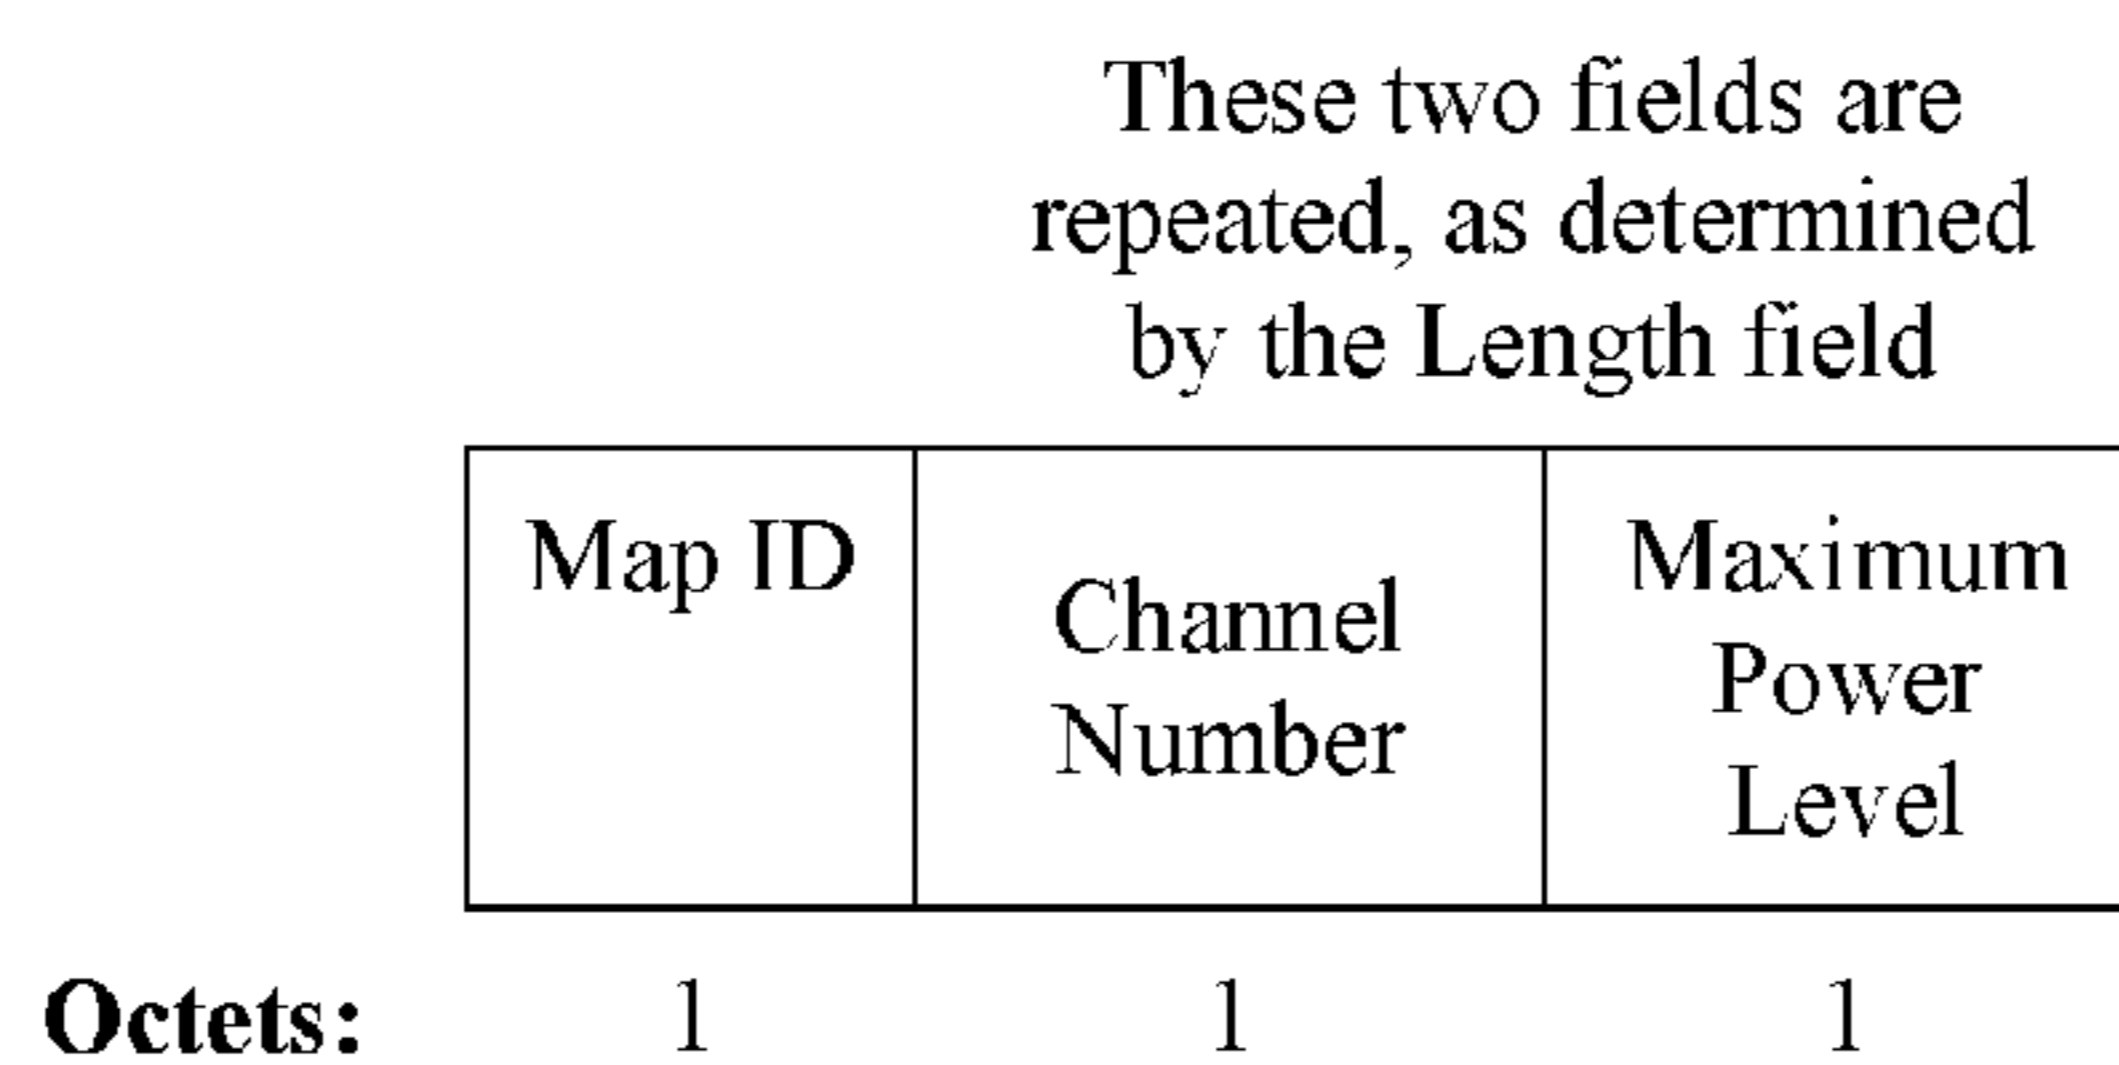 These two fields are
repeated, as determined
by the Length field
Map ID
Channel
Number
Maximum
Power
Level
Octets: 1 1 1